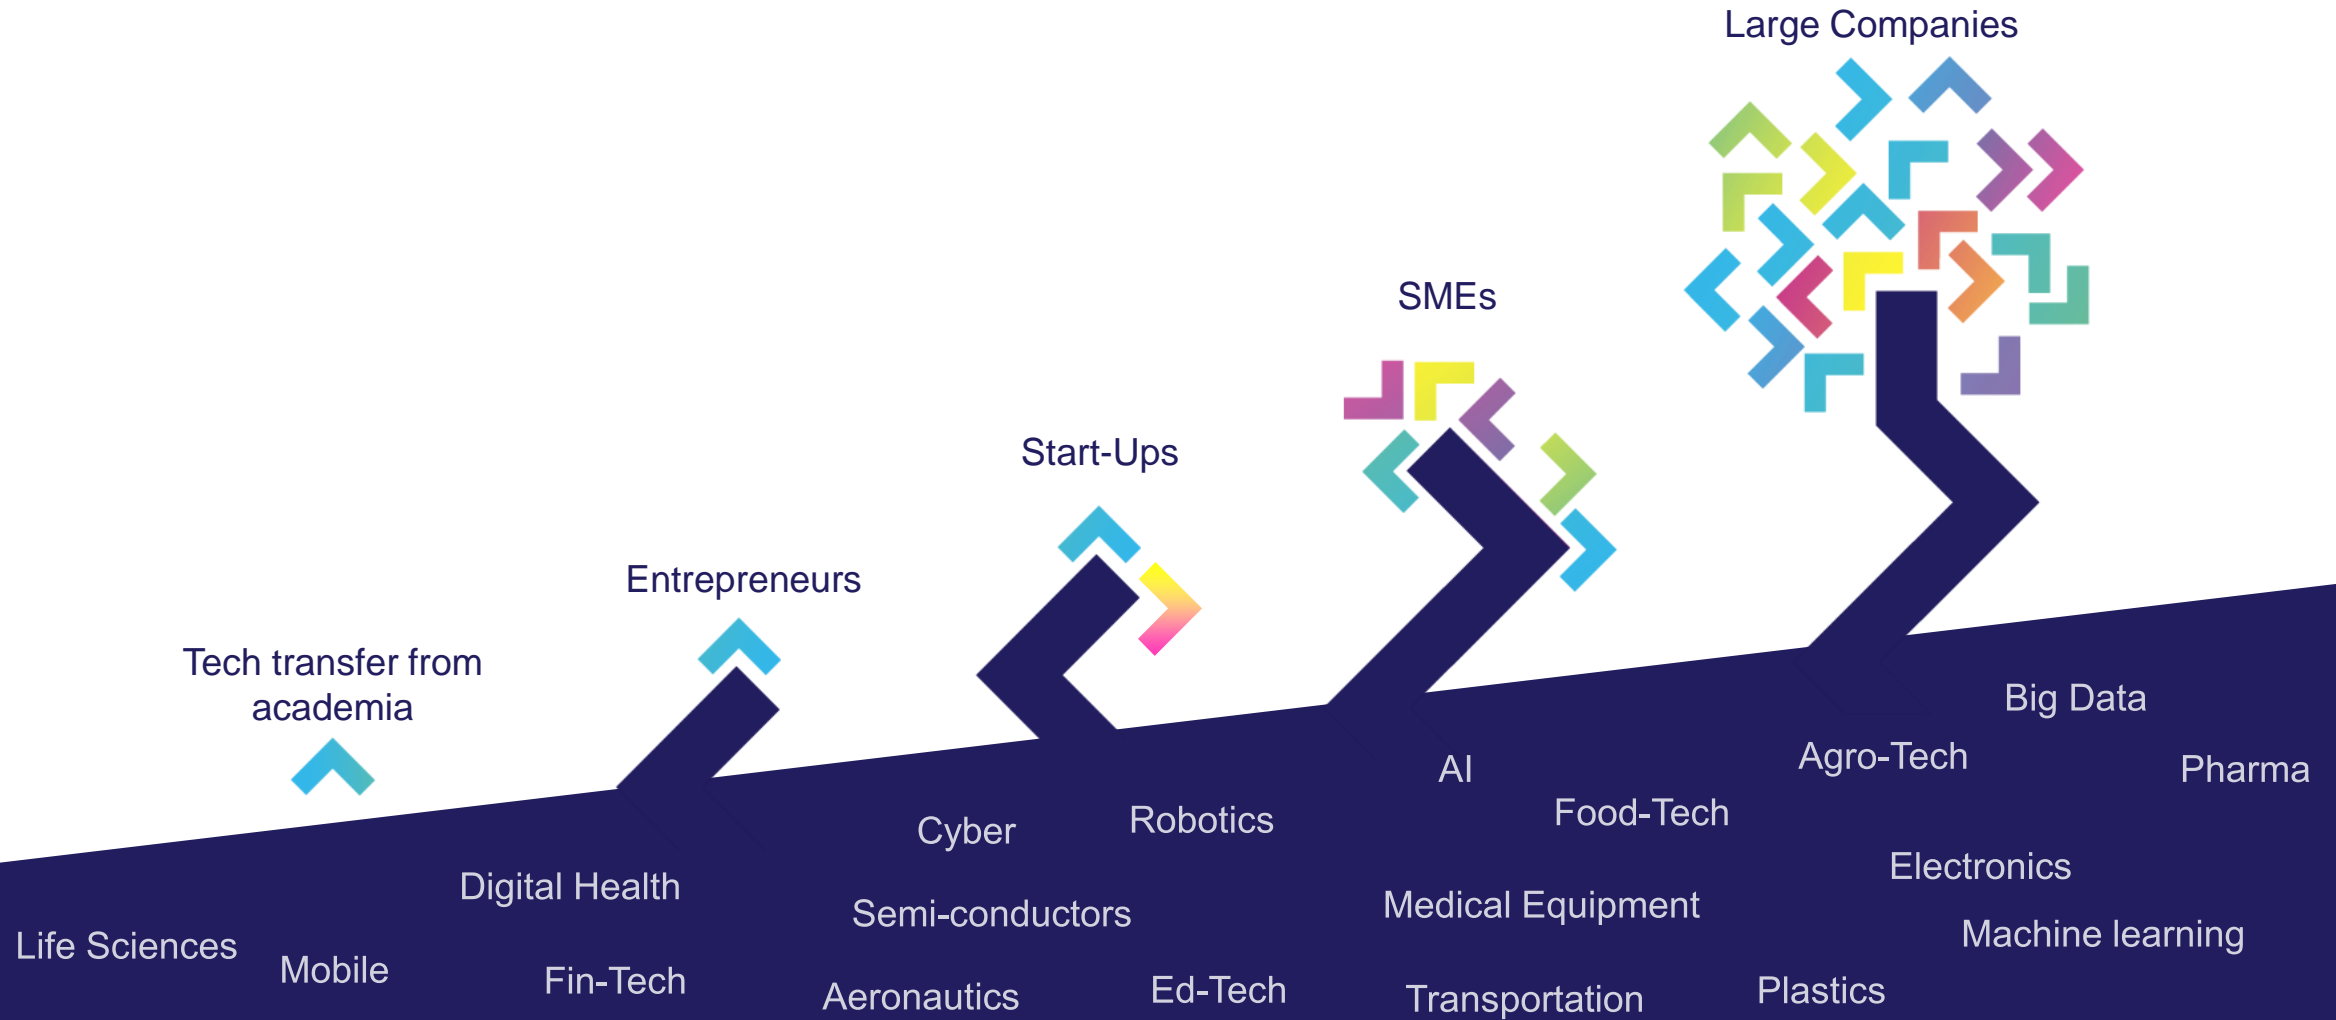 Large Companies
SMEs
Start-Ups
Entrepreneurs
Tech transfer from
academia
Big Data
Agro-Tech
AI
Pharma
Food-Tech
Robotics
Cyber
Electronics
Digital Health
Medical Equipment
Semi-conductors
Machine learning
Life Sciences
Mobile
Fin-Tech
Ed-Tech
Plastics
Aeronautics
Transportation